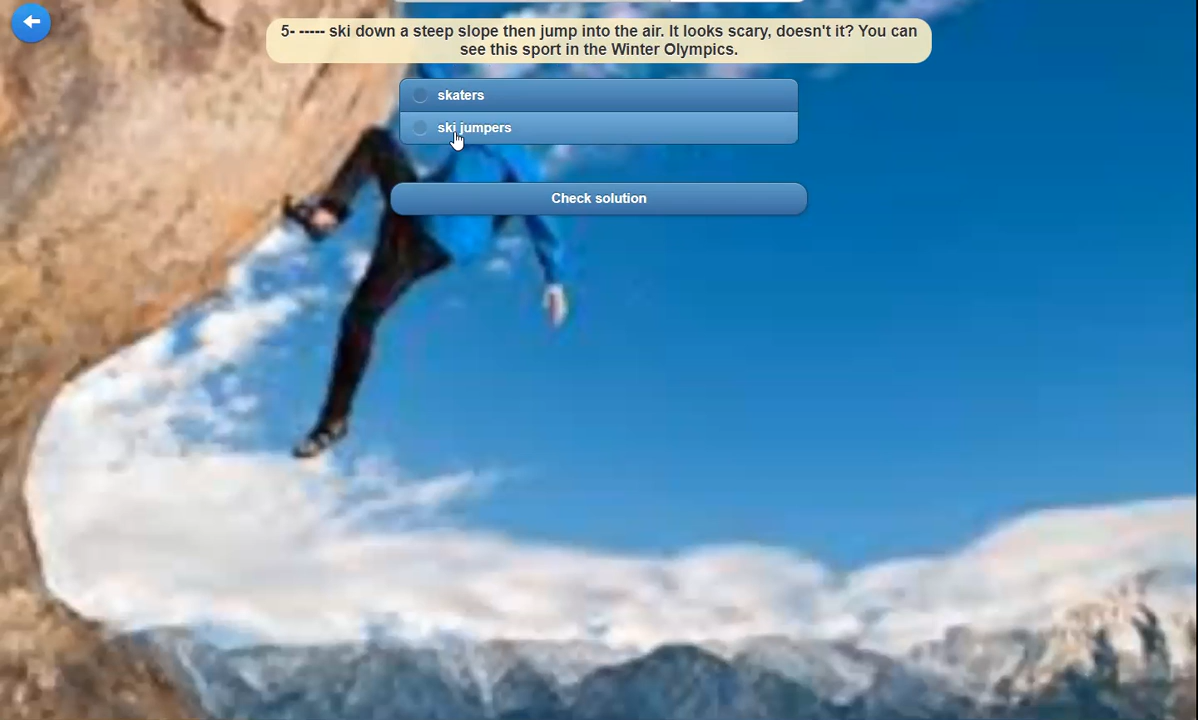 5- ----- ski down a steep slope then jump into the air. It looks scary, doesn't it? You can
see this sport in the Winter Olympics.
skaters
ski jumpers
Check solution